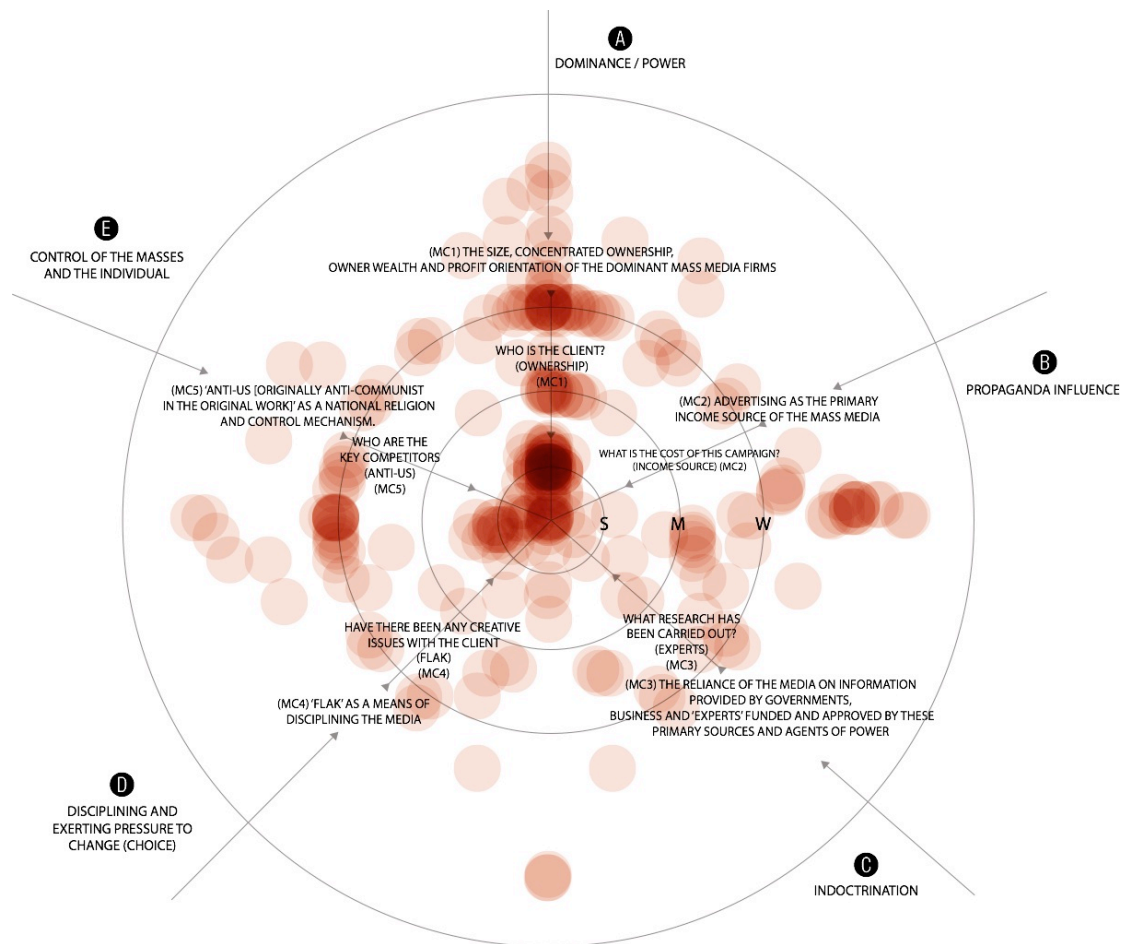 A
DOMINANCE / POWER
E
CONTROL OF THE MASSES
AND THE INDIVIDUAL
(MC1) THE SIZE, CONCENTRATED OWNERSHIP,
OWNER WEALTH AND PROFIT ORIENTATION OF THE DOMINANT MASS MEDIA FIRMS
WHO IS THE CLIENT?
(OWNERSHIP)
(MC1)
B
PROPAGANDA INFLUENCE
(MC5) 'ANTI-US [ORIGINALLY ANTI-COMMUNIST
IN THE ORIGINAL WORK]' AS A NATIONAL RELIGION
AND CONTROL MECHANISM.
(MC2) ADVERTISING AS THE PRIMARY
INCOME SOURCE OF THE MASS MEDIA
WHO ARE THE
KEY COMPETITORS
(ANTI-US)
(MC5)
WHAT IS THE COST OF THIS CAMPAIGN?
(INCOME SOURCE) (MC2)
S M W
HAVE THERE BEEN ANY CREATIVE
ISSUES WITH THE CLIENT
(FLAK)
(MC4)
WHAT RESEARCH HAS
BEEN CARRIED OUT?
(EXPERTS)
(MC3)
(MC4) 'FLAK' AS A MEANS OF
DISCIPLINING THE MEDIA
(MC3) THE RELIANCE OF THE MEDIA ON INFORMATION
PROVIDED BY GOVERNMENTS,
BUSINESS AND 'EXPERTS' FUNDED AND APPROVED BY THESE
PRIMARY SOURCES AND AGENTS OF POWER
D
DISCIPLINING AND
EXERTING PRESSURE TO
CHANGE (CHOICE)
C
INDOCTRINATION